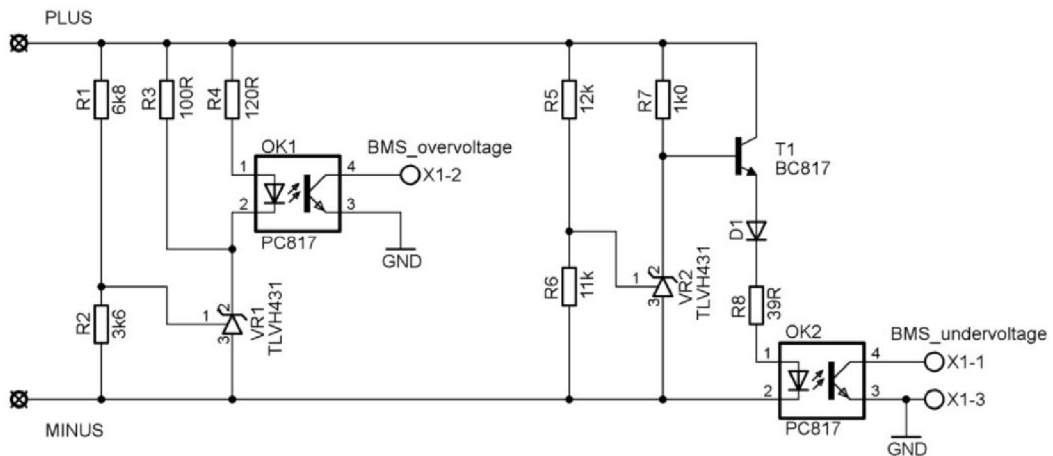 PLUS
R1
6k8
R3
100R
R4
120R
OK1
1
2
4
3
PC817
BMS_overvoltage
X1-2
GND
R2
3k6
1
2
3
VR1
TLVH431
R5
12k
R6
11k
R7
1k0
1
2
3
VR2
TLVH431
T1
BC817
D1
R8
39R
OK2
1
2
4
3
PC817
BMS_undervoltage
X1-1
X1-3
GND
MINUS